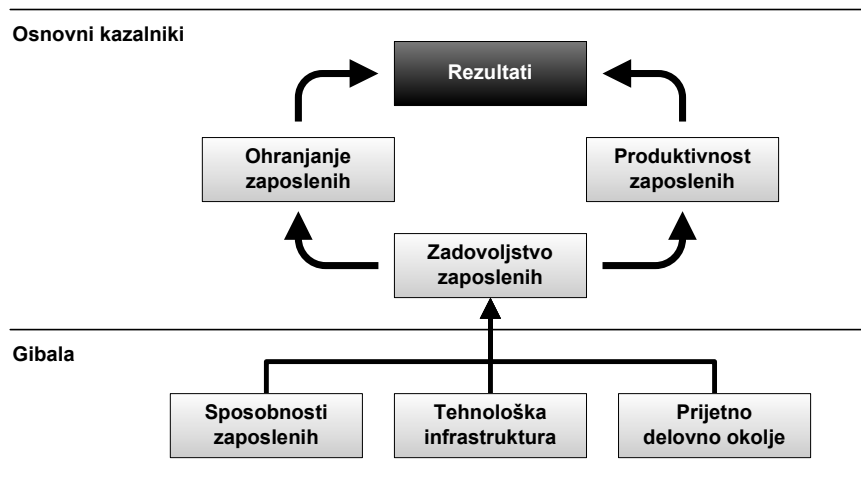 Osnovni kazalniki
Rezultati
Ohranjanje
zaposlenih
Produktivnost
zaposlenih
Zadovoljstvo
zaposlenih
Gibala
Sposobnosti
zaposlenih
Tehnološka
infrastruktura
Prijetno
delovno okolje